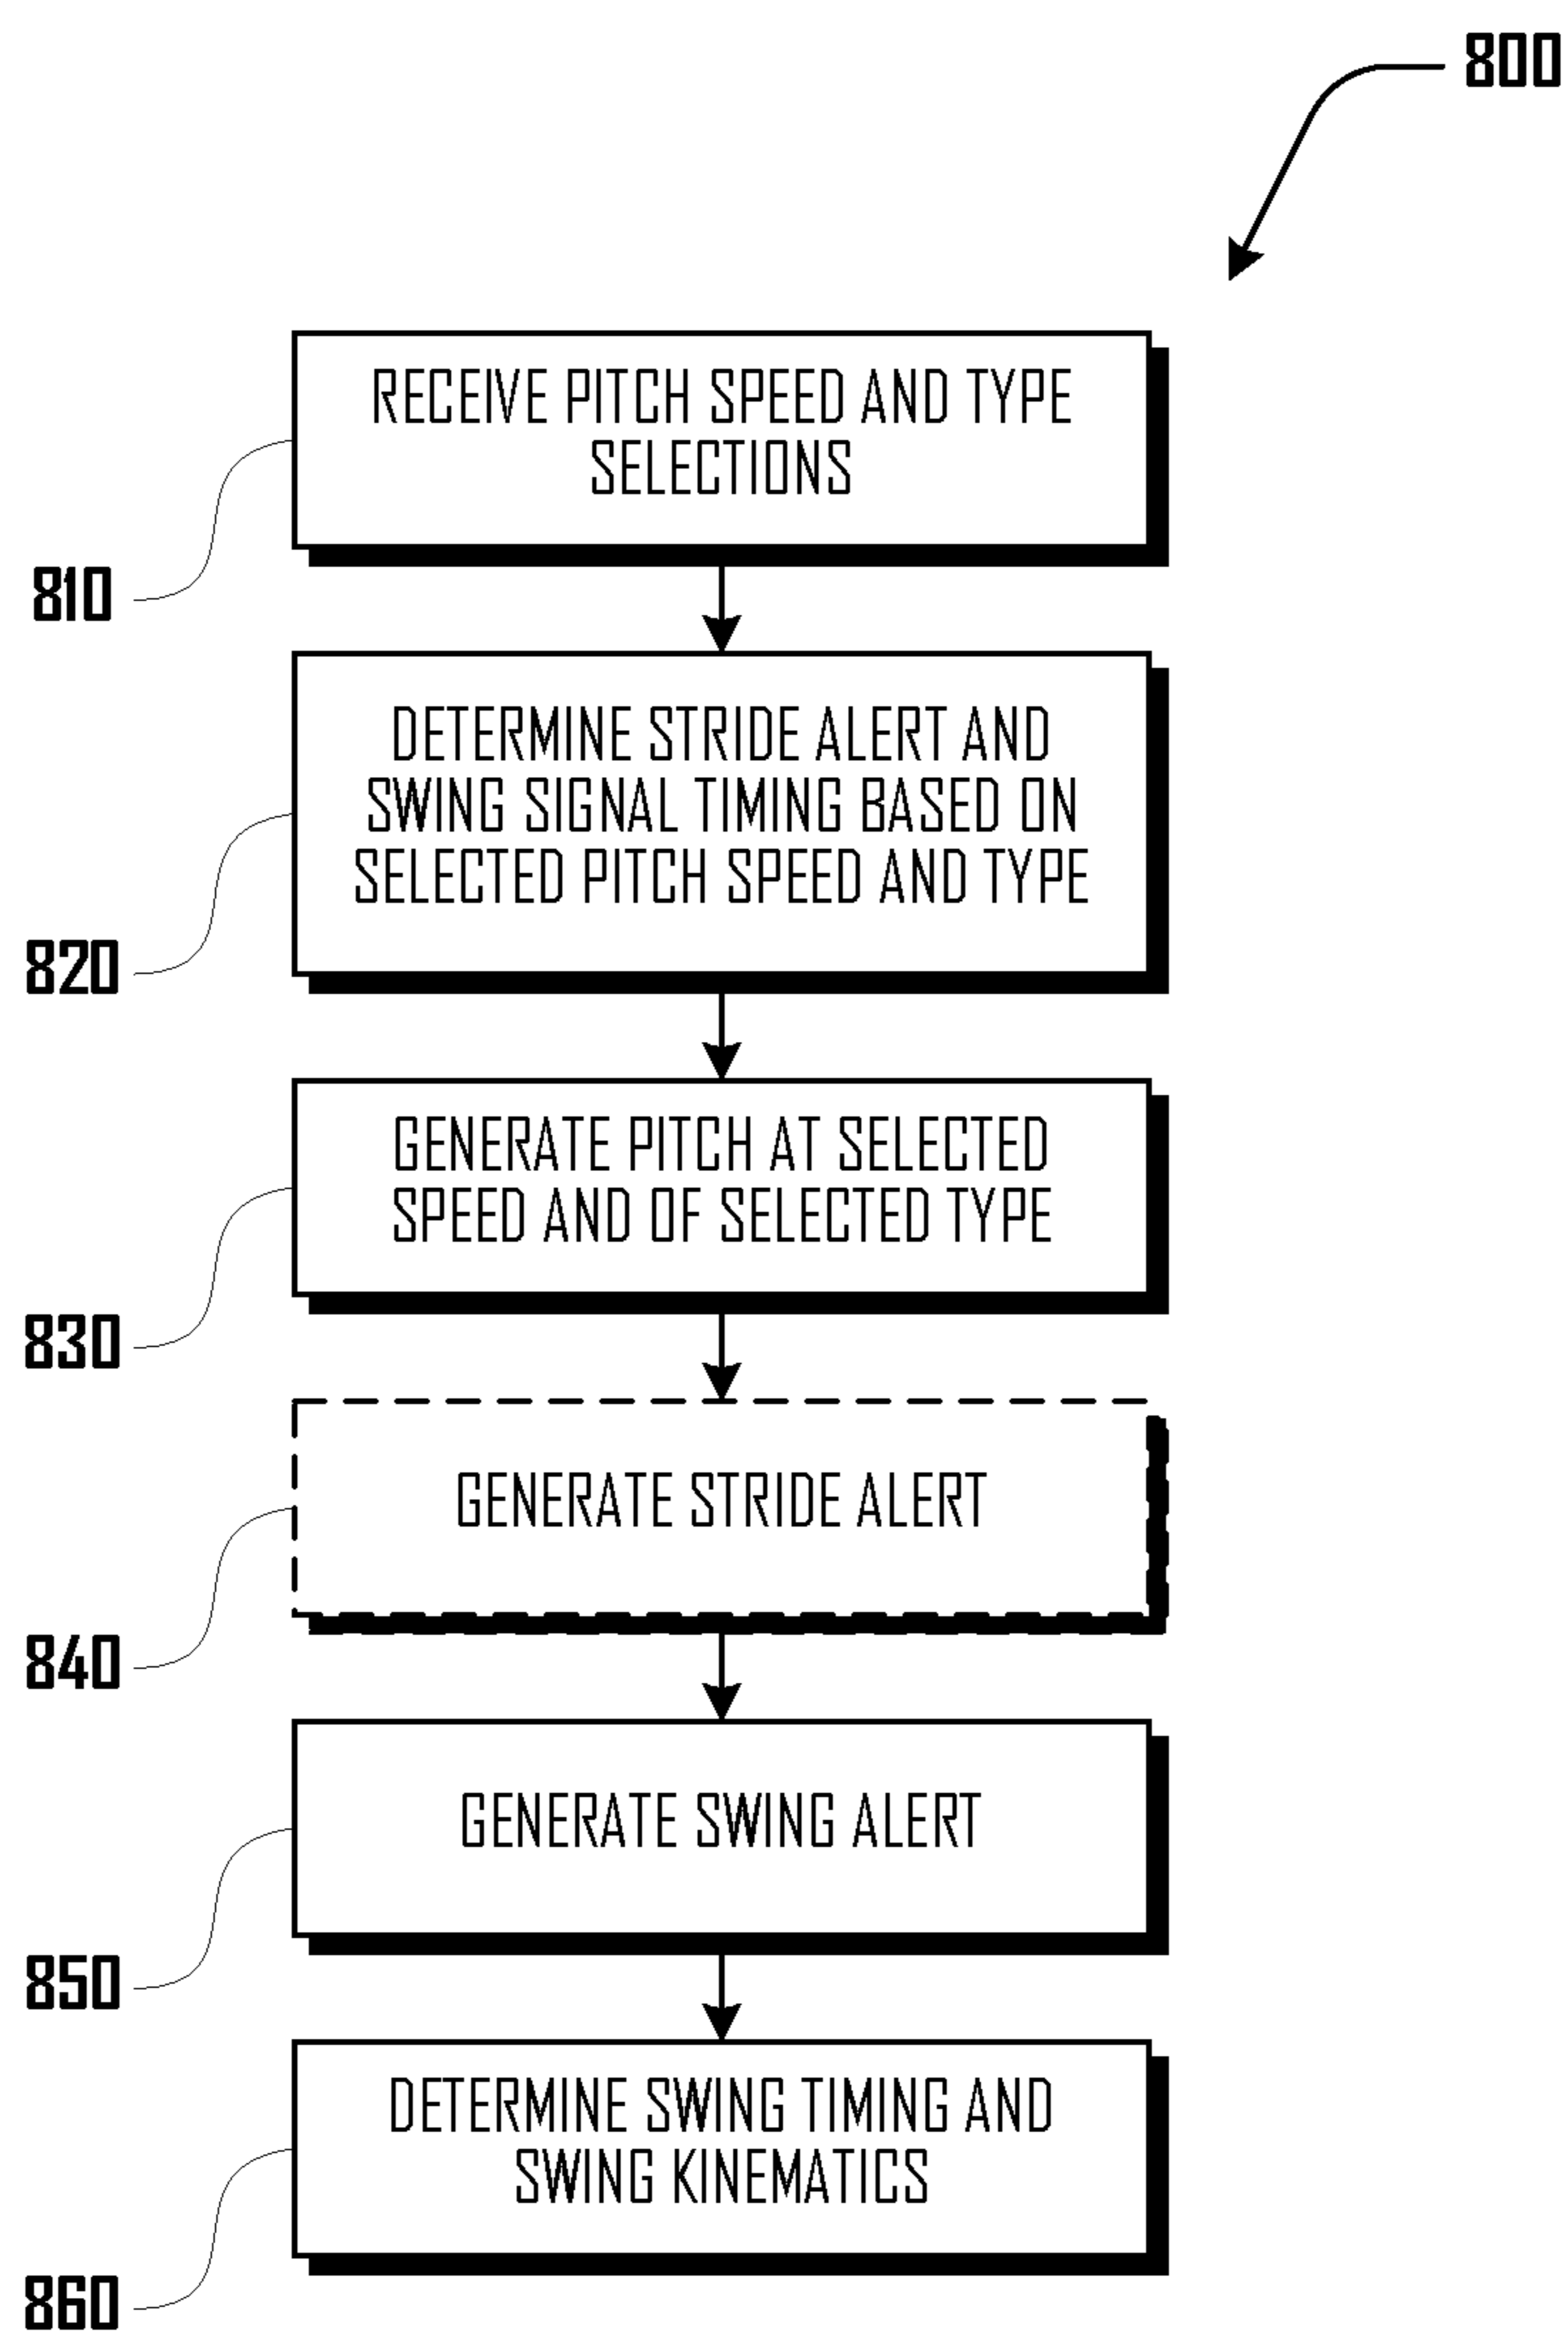 800
RECEIVE PITCH SPEED AND TYPE
SELECTIONS
810
DETERMINE STRIDE ALERT AND
SWING SIGNAL TIMING BASED ON
SELECTED PITCH SPEED AND TYPE
820
GENERATE PITCH AT SELECTED
SPEED AND OF SELECTED TYPE
830
GENERATE STRIDE ALERT
840
GENERATE SWING ALERT
850
DETERMINE SWING TIMING AND
SWING KINEMATICS
860